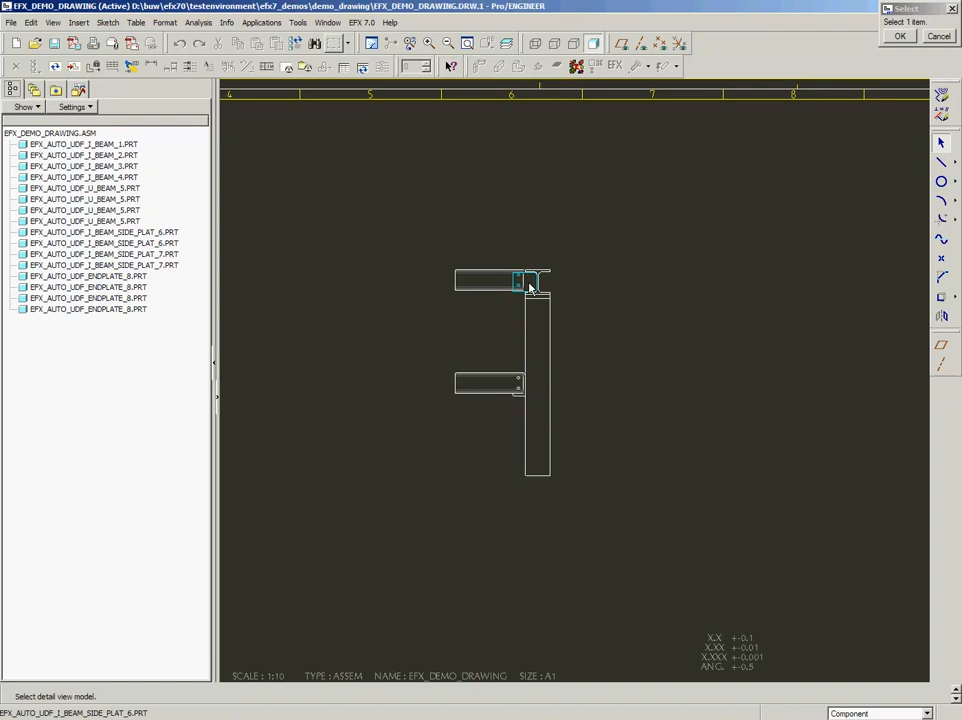 EFX_DEMO_DRAWING (Active) D:\buw\efx70\testenvironment\efx7_demos\demo_drawing\EFX_DEMO_DRAWING.DRW.1 - Pro/ENGINEER
Select
File Edit View Insert Sketch Table Format Analysis Info Applications Tools Window EFX 7.0 Help
Select 1 item.
OK Cancel
EFX
Show Settings
4 5 6 7 8
EFX_DEMO_DRAWING.ASM
EFX_AUTO_UDF_I_BEAM_1.PRT
EFX_AUTO_UDF_I_BEAM_2.PRT
EFX_AUTO_UDF_I_BEAM_3.PRT
EFX_AUTO_UDF_I_BEAM_4.PRT
EFX_AUTO_UDF_U_BEAM_5.PRT
EFX_AUTO_UDF_U_BEAM_5.PRT
EFX_AUTO_UDF_U_BEAM_5.PRT
EFX_AUTO_UDF_U_BEAM_5.PRT
EFX_AUTO_UDF_I_BEAM_SIDE_PLAT_6.PRT
EFX_AUTO_UDF_I_BEAM_SIDE_PLAT_6.PRT
EFX_AUTO_UDF_I_BEAM_SIDE_PLAT_7.PRT
EFX_AUTO_UDF_I_BEAM_SIDE_PLAT_7.PRT
EFX_AUTO_UDF_ENDPLATE_8.PRT
EFX_AUTO_UDF_ENDPLATE_8.PRT
EFX_AUTO_UDF_ENDPLATE_8.PRT
EFX_AUTO_UDF_ENDPLATE_8.PRT
X.X +-0.1
X.XX +-0.01
X.XXX +-0.001
ANG. +-0.5
SCALE : 1:10 TYPE : ASSEM NAME : EFX_DEMO_DRAWING SIZE : A1
Select detail view model.
EFX_AUTO_UDF_I_BEAM_SIDE_PLAT_6.PRT
Component